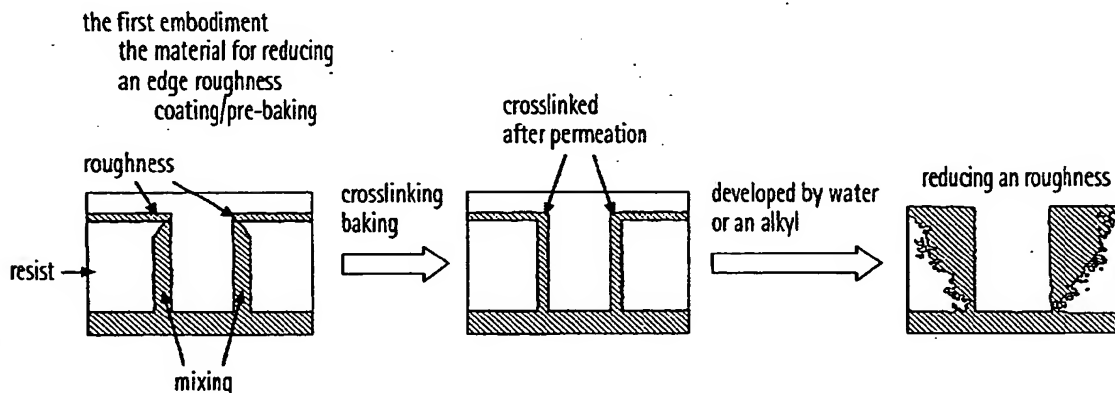 the first embodiment
the material for reducing
an edge roughness
coating/pre-baking
roughness
resist
mixing
crosslinking
baking
crosslinked
after permeation
developed by water
or an alkyl
reducing an roughness